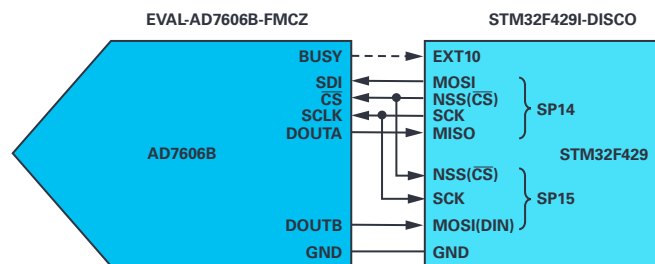 EVAL-AD7606B-FMCZ
STM32F429I-DISCO
BUSY
EXT10
SDI
MOSI
CS
NSS(CS)
SCLK
SCK
SP14
DOUTA
MISO
AD7606B
STM32F429
NSS(CS)
SCK
SP15
DOUTB
MOSI(DIN)
GND
GND